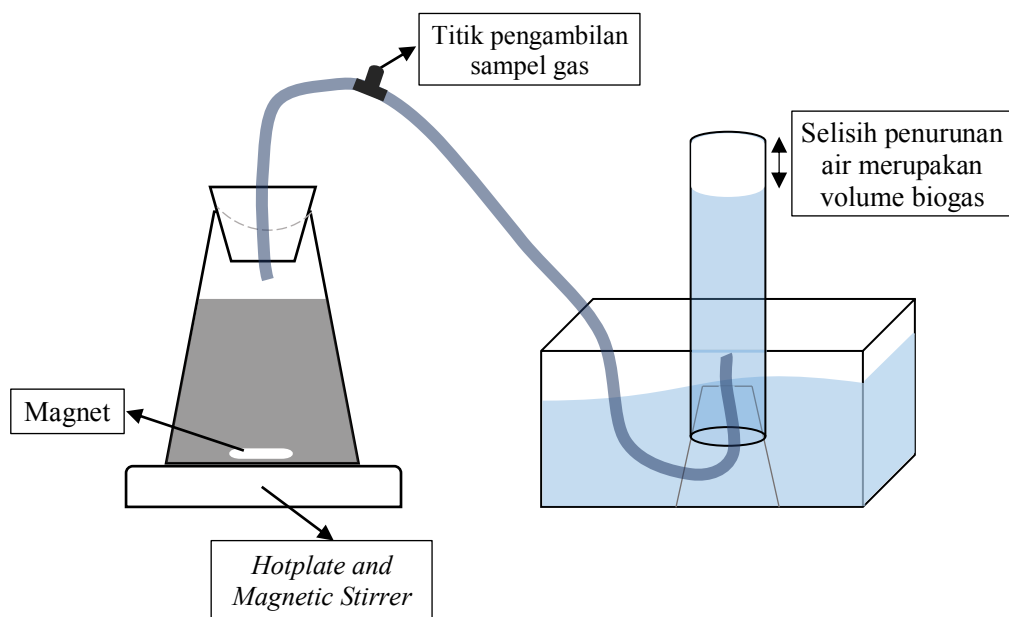 Titik pengambilan
sampel gas
Selisih penurunan
air merupakan
volume biogas
Magnet
Hotplate and
Magnetic Stirrer